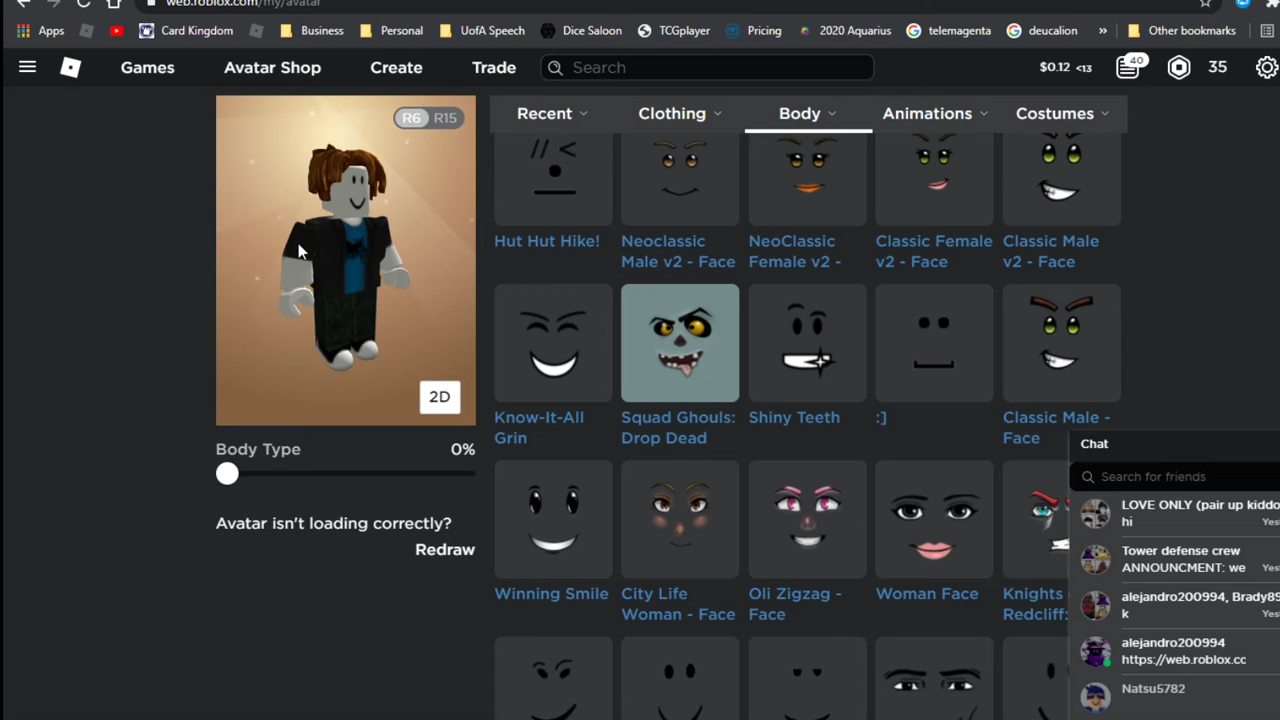 web.roblox.com/my/avatar
Apps Card Kingdom Business Personal UofA Speech Dice Saloon TCGplayer Pricing 2020 Aquarius telemagenta deucalion » Other bookmarks
Games Avatar Shop Create Trade Search $0.12 <13 40 35
R6 R15
Recent Clothing Body Animations Costumes
Hut Hut Hike! Neoclassic NeoClassic Classic Female Classic Male
Male v2 - Face Female v2 - v2 - Face v2 - Face
2D
Know-It-All Squad Ghouls: Shiny Teeth :] Classic Male -
Grin Drop Dead Face
Body Type 0%
Avatar isn't loading correctly?
Redraw
Winning Smile City Life Oli Zigzag - Woman Face Knights
Woman - Face Face Redcliff:
Chat
Search for friends
LOVE ONLY (pair up kiddo
hi Yes
Tower defense crew
ANNOUNCMENT: we Yes
alejandro200994, Brady89
k Yes
alejandro200994
https://web.roblox.cc
Natsu5782